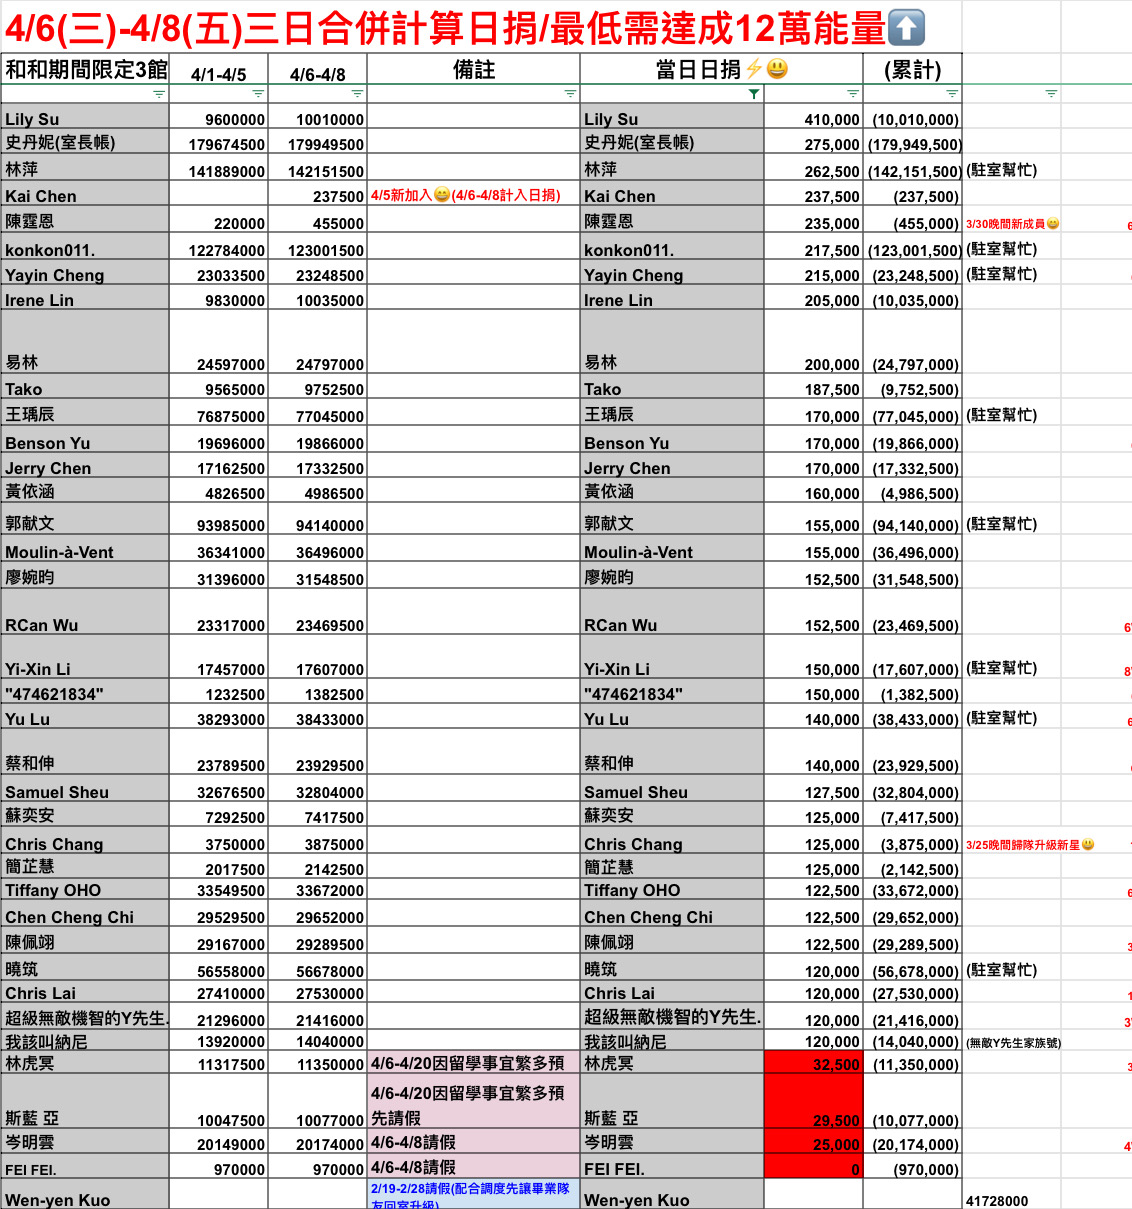 4/6(三)-4/8(五)三日合併計算日捐/最低需達成12萬能量⬆️
和和期間限定3館 4/1-4/5 4/6-4/8 備註 當日日捐⚡😃 (累計)
Lily Su 9600000 10010000 Lily Su 410,000 (10,010,000)
史丹妮(室長帳) 179674500 179949500 史丹妮(室長帳) 275,000 (179,949,500)
林萍 141889000 142151500 林萍 262,500 (142,151,500) (駐室幫忙)
Kai Chen 237500 4/5新加入😄(4/6-4/8計入日捐) Kai Chen 237,500 (237,500)
陳霆恩 220000 455000 陳霆恩 235,000 (455,000) 3/30晚間新成員😄
konkon011. 122784000 123001500 konkon011. 217,500 (123,001,500) (駐室幫忙)
Yayin Cheng 23033500 23248500 Yayin Cheng 215,000 (23,248,500) (駐室幫忙)
Irene Lin 9830000 10035000 Irene Lin 205,000 (10,035,000)
易林 24597000 24797000 易林 200,000 (24,797,000)
Tako 9565000 9752500 Tako 187,500 (9,752,500)
王瑀辰 76875000 77045000 王瑀辰 170,000 (77,045,000) (駐室幫忙)
Benson Yu 19696000 19866000 Benson Yu 170,000 (19,866,000)
Jerry Chen 17162500 17332500 Jerry Chen 170,000 (17,332,500)
黃依涵 4826500 4986500 黃依涵 160,000 (4,986,500)
郭献文 93985000 94140000 郭献文 155,000 (94,140,000) (駐室幫忙)
Moulin-à-Vent 36341000 36496000 Moulin-à-Vent 155,000 (36,496,000)
廖婉昀 31396000 31548500 廖婉昀 152,500 (31,548,500)
RCan Wu 23317000 23469500 RCan Wu 152,500 (23,469,500)
Yi-Xin Li 17457000 17607000 Yi-Xin Li 150,000 (17,607,000) (駐室幫忙)
"474621834" 1232500 1382500 "474621834" 150,000 (1,382,500)
Yu Lu 38293000 38433000 Yu Lu 140,000 (38,433,000) (駐室幫忙)
蔡和伸 23789500 23929500 蔡和伸 140,000 (23,929,500)
Samuel Sheu 32676500 32804000 Samuel Sheu 127,500 (32,804,000)
蘇奕安 7292500 7417500 蘇奕安 125,000 (7,417,500)
Chris Chang 3750000 3875000 Chris Chang 125,000 (3,875,000) 3/25晚間歸隊升級新星😃
簡芷慧 2017500 2142500 簡芷慧 125,000 (2,142,500)
Tiffany OHO 33549500 33672000 Tiffany OHO 122,500 (33,672,000)
Chen Cheng Chi 29529500 29652000 Chen Cheng Chi 122,500 (29,652,000)
陳佩翊 29167000 29289500 陳佩翊 122,500 (29,289,500)
曉筑 56558000 56678000 曉筑 120,000 (56,678,000) (駐室幫忙)
Chris Lai 27410000 27530000 Chris Lai 120,000 (27,530,000)
超級無敵機智的Y先生. 21296000 21416000 超級無敵機智的Y先生. 120,000 (21,416,000)
我該叫納尼 13920000 14040000 我該叫納尼 120,000 (14,040,000) (無敵Y先生家族號)
林虎冥 11317500 11350000 4/6-4/20因留學事宜繁多預 林虎冥 32,500 (11,350,000)
4/6-4/20因留學事宜繁多預
斯藍 亞 10047500 10077000 先請假 斯藍 亞 29,500 (10,077,000)
岑明雲 20149000 20174000 4/6-4/8請假 岑明雲 25,000 (20,174,000)
FEI FEI. 970000 970000 4/6-4/8請假 FEI FEI. 0 (970,000)
2/19-2/28請假(配合調度先讓畢業隊
Wen-yen Kuo 友回室升級) Wen-yen Kuo 41728000